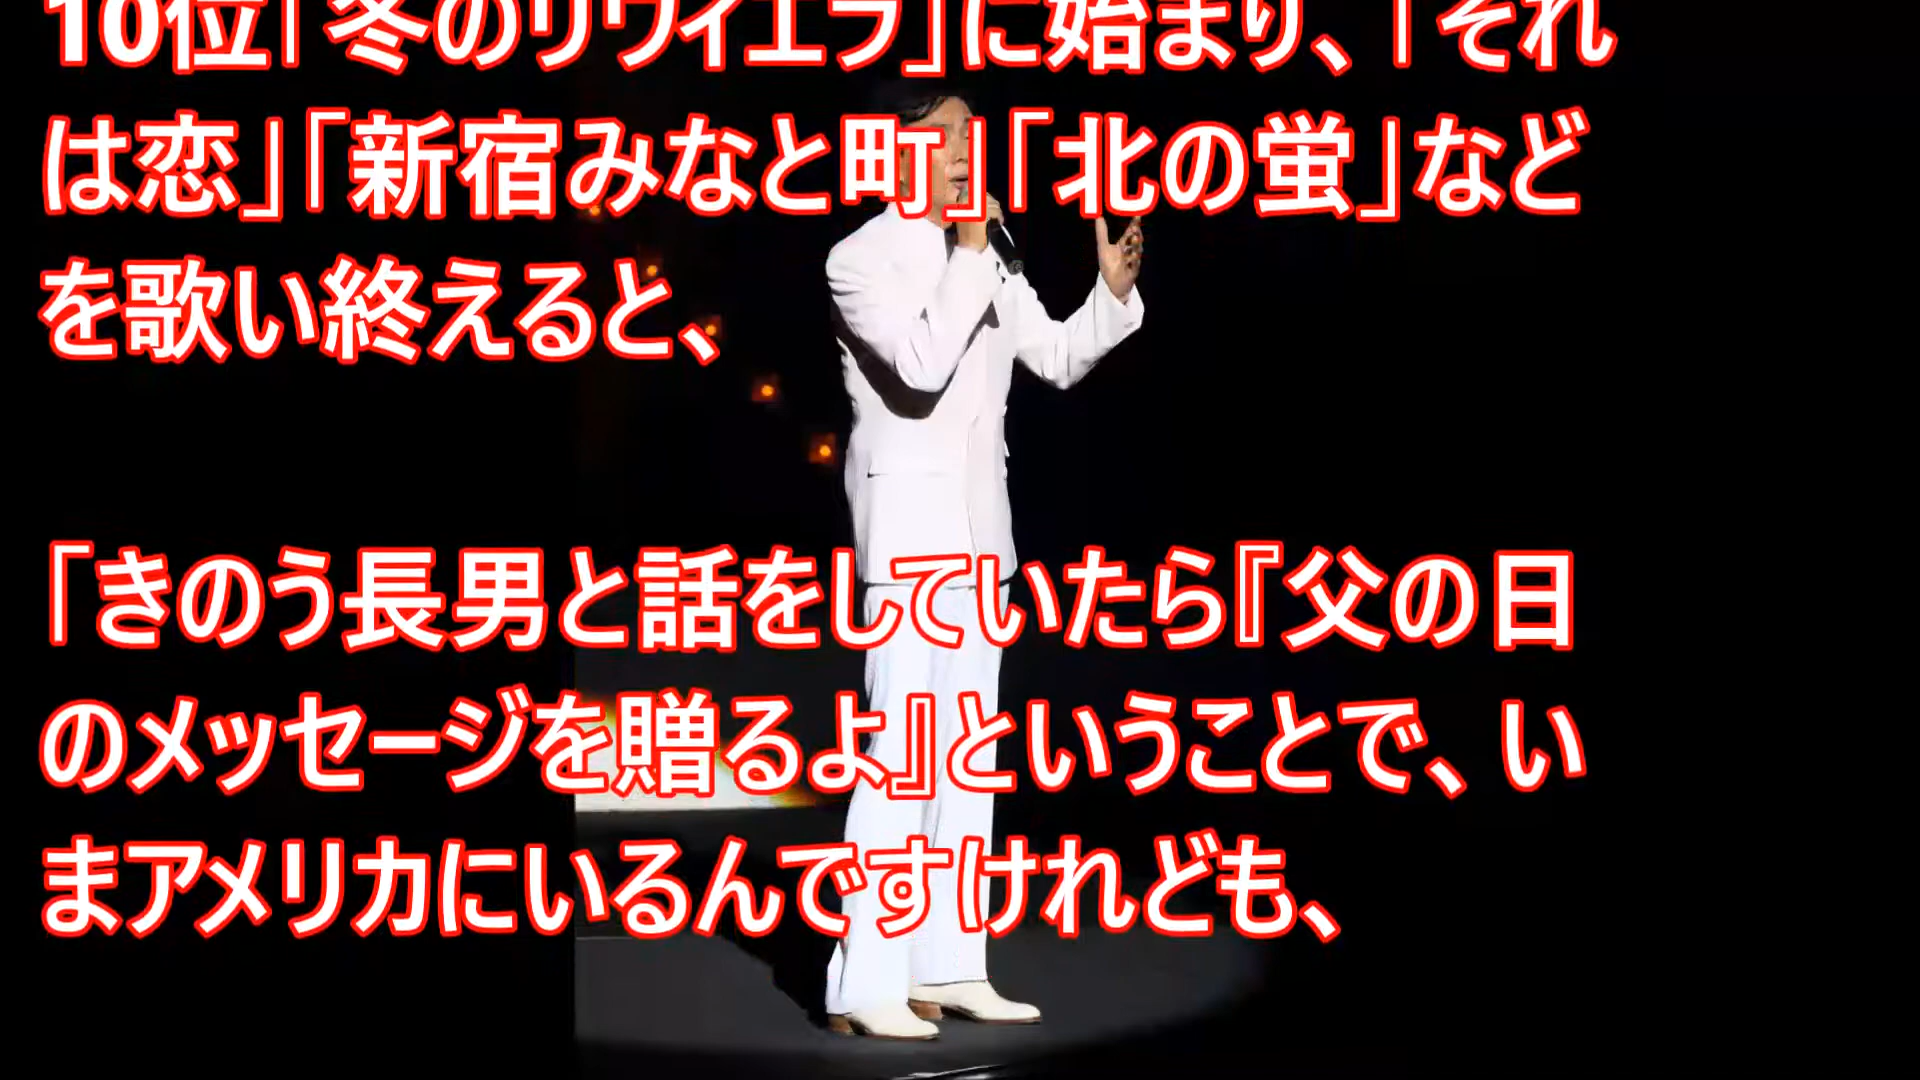 10位「冬のリヴィエラ」に始まり、「それ
は恋」「新宿みなと町」「北の蛍」など
を歌い終えると、
「きのう長男と話をしていたら『父の日
のメッセージを贈るよ』ということで、い
まアメリカにいるんですけれども、